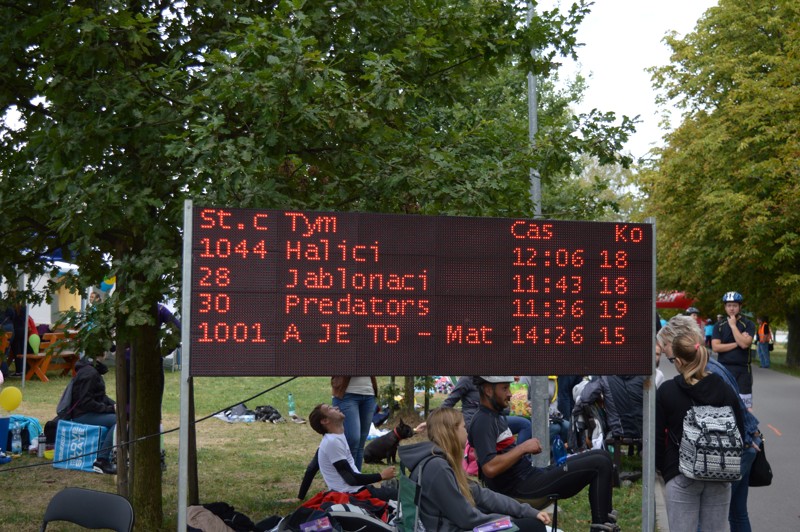 St.c Tym Cas Ko
1044 Halici 12:06 18
28 Jablonaci 11:43 18
30 Predators 11:36 19
1001 A JE TO - Mat 14:26 15